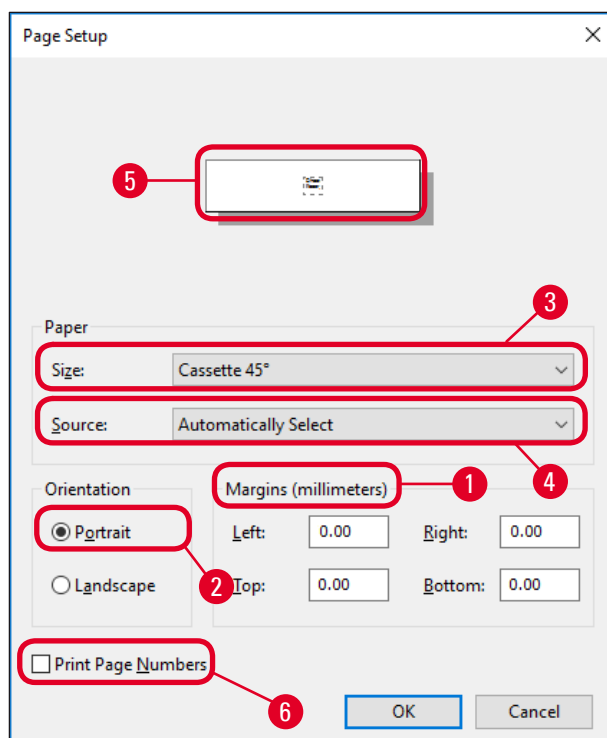 Page Setup
5
3
Paper
Size: Cassette 45°
Source: Automatically Select
4
Orientation
Margins (millimeters)
1
Portrait
Left: 0.00 Right: 0.00
2
Landscape
Top: 0.00 Bottom: 0.00
Print Page Numbers
6
OK Cancel